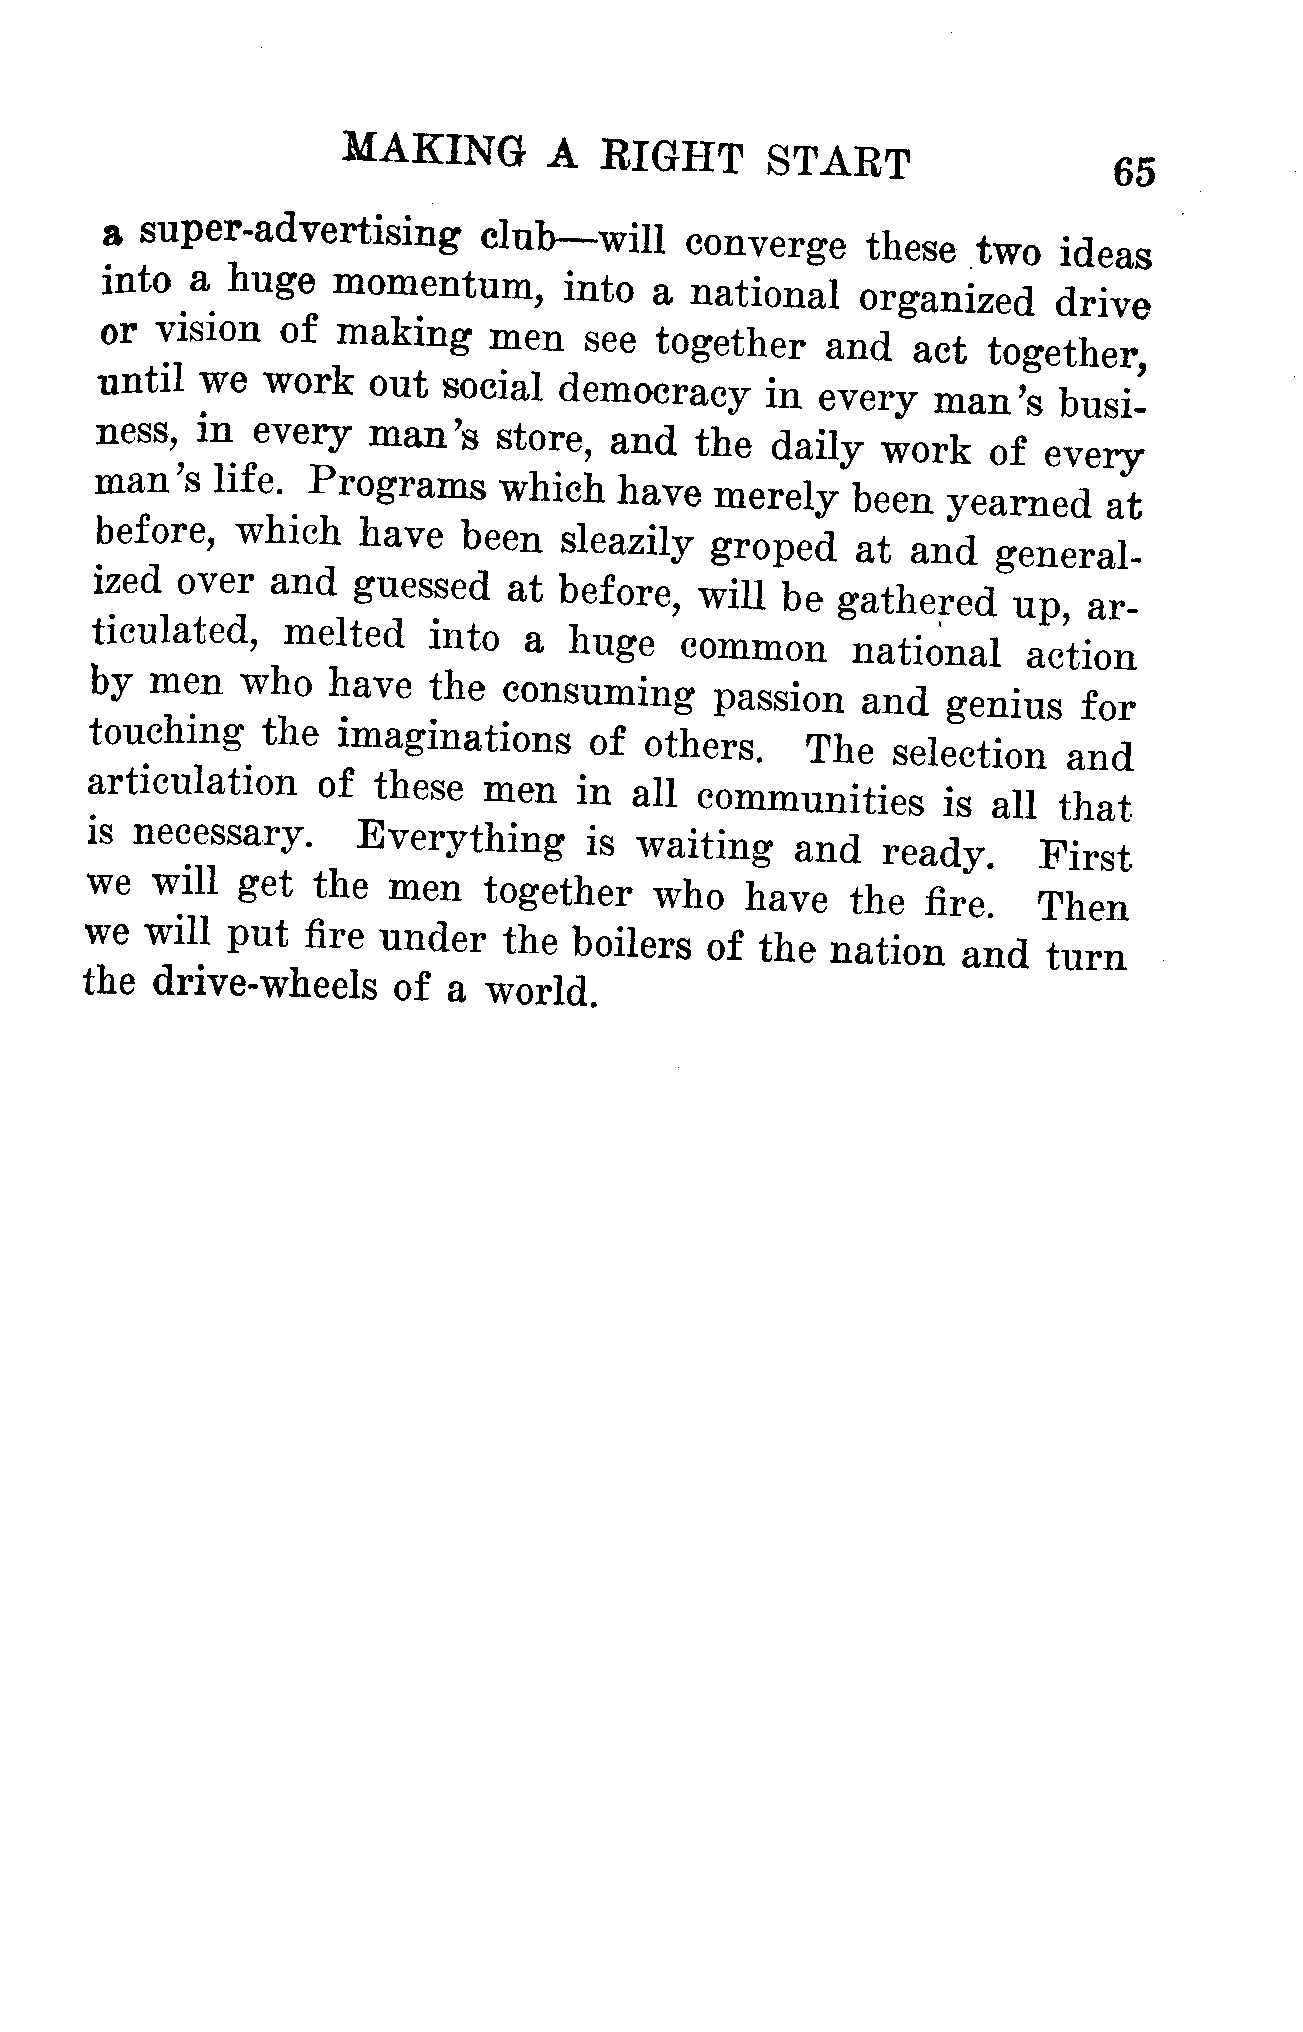 MAKING A RIGHT START 65
a super-advertising club—will converge these two ideas
into a huge momentum, into a national organized drive
or vision of making men see together and act together,
until we work out social democracy in every man's busi-
ness, in every man's store, and the daily work of every
man's life. Programs which have merely been yearned at
before, which have been sleazily groped at and general-
ized over and guessed at before, will be gathered up, ar-
ticulated, melted into a huge common national action
by men who have the consuming passion and genius for
touching the imaginations of others. The selection and
articulation of these men in all communities is all that
is necessary. Everything is waiting and ready. First
we will get the men together who have the fire. Then
we will put fire under the boilers of the nation and turn
the drive-wheels of a world.